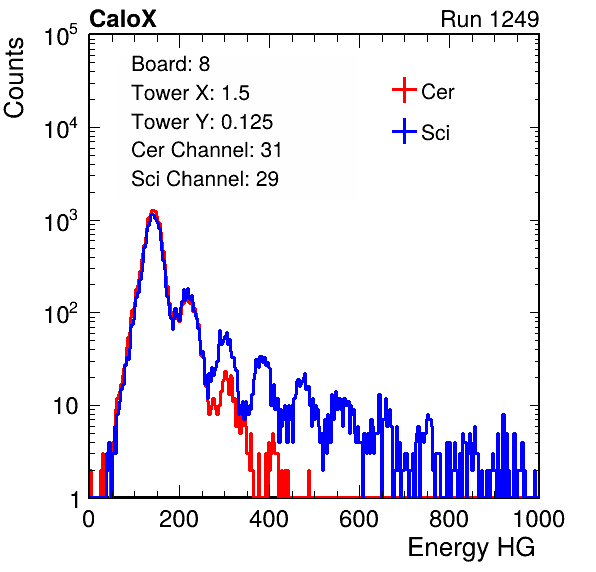 CaloX Run 1249
Counts
10^5
10^4
10^3
10^2
10
1
Board: 8
Tower X: 1.5
Tower Y: 0.125
Cer Channel: 31
Sci Channel: 29
Cer
Sci
0 200 400 600 800 1000
Energy HG